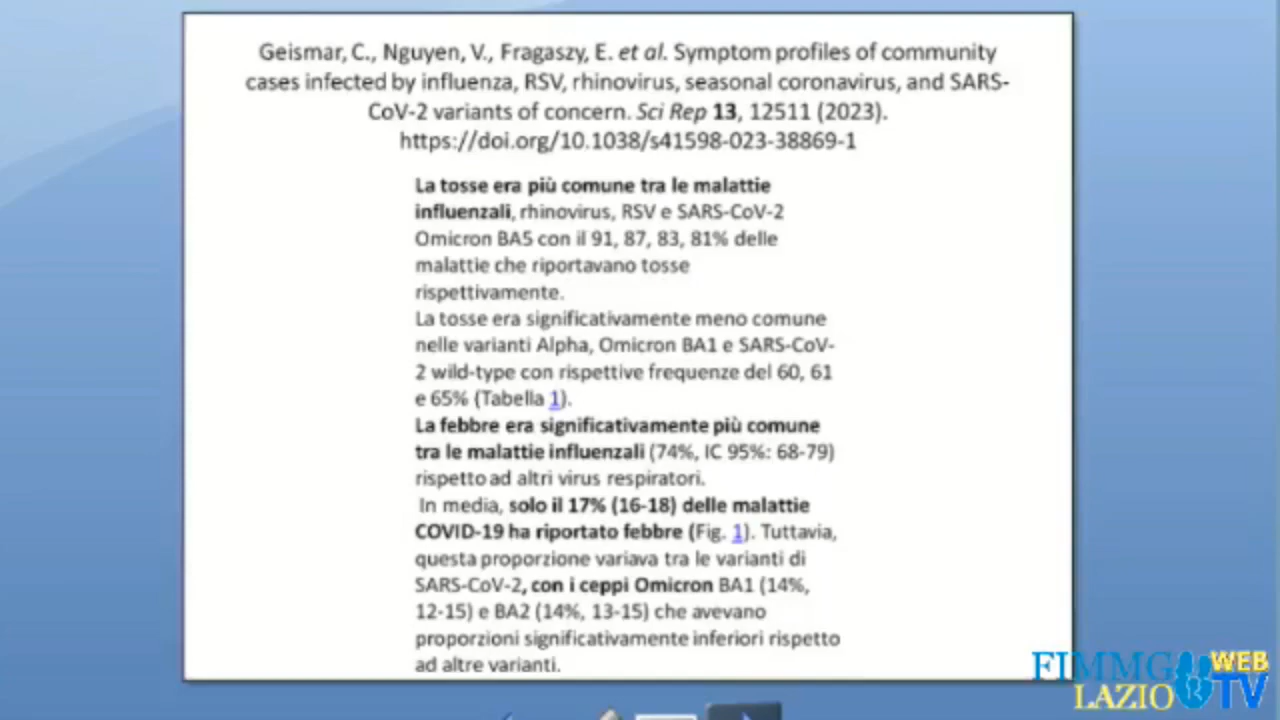 Geismar, C., Nguyen, V., Fragaszy, E. et al. Symptom profiles of community
cases infected by influenza, RSV, rhinovirus, seasonal coronavirus, and SARS-
CoV-2 variants of concern. Sci Rep 13, 12511 (2023).
https://doi.org/10.1038/s41598-023-38869-1
La tosse era più comune tra le malattie
influenzali, rhinovirus, RSV e SARS-CoV-2
Omicron BA5 con il 91, 87, 83, 81% delle
malattie che riportavano tosse
rispettivamente.
La tosse era significativamente meno comune
nelle varianti Alpha, Omicron BA1 e SARS-CoV-
2 wild-type con rispettive frequenze del 60, 61
e 65% (Tabella 1).
La febbre era significativamente più comune
tra le malattie influenzali (74%, IC 95%: 68-79)
rispetto ad altri virus respiratori.
In media, solo il 17% (16-18) delle malattie
COVID-19 ha riportato febbre (Fig. 1). Tuttavia,
questa proporzione variava tra le varianti di
SARS-CoV-2, con i ceppi Omicron BA1 (14%,
12-15) e BA2 (14%, 13-15) che avevano
proporzioni significativamente inferiori rispetto
ad altre varianti.
FIMMG WEB
LAZIO TV